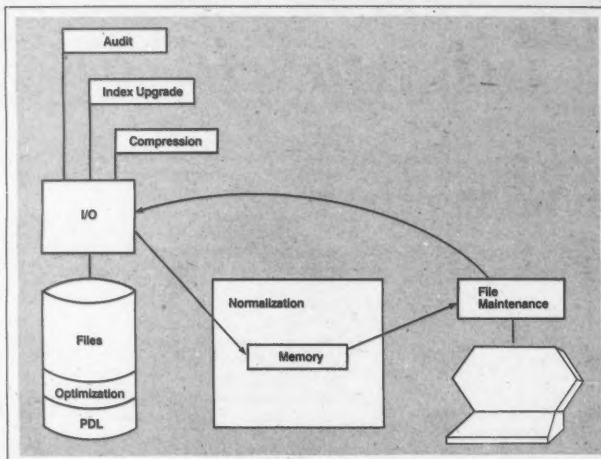 Audit
Index Upgrade
Compression
I/O
Files
Optimization
PDL
Normalization
Memory
File
Maintenance